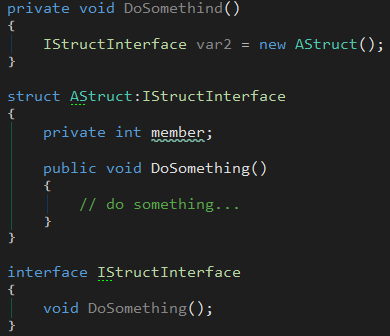 private void DoSomethind()
{
    IStructInterface var2 = new AStruct();
}
struct AStruct:IStructInterface
{
    private int member;
    public void DoSomething()
    {
        // do something...
    }
}
interface IStructInterface
{
    void DoSomething();
}